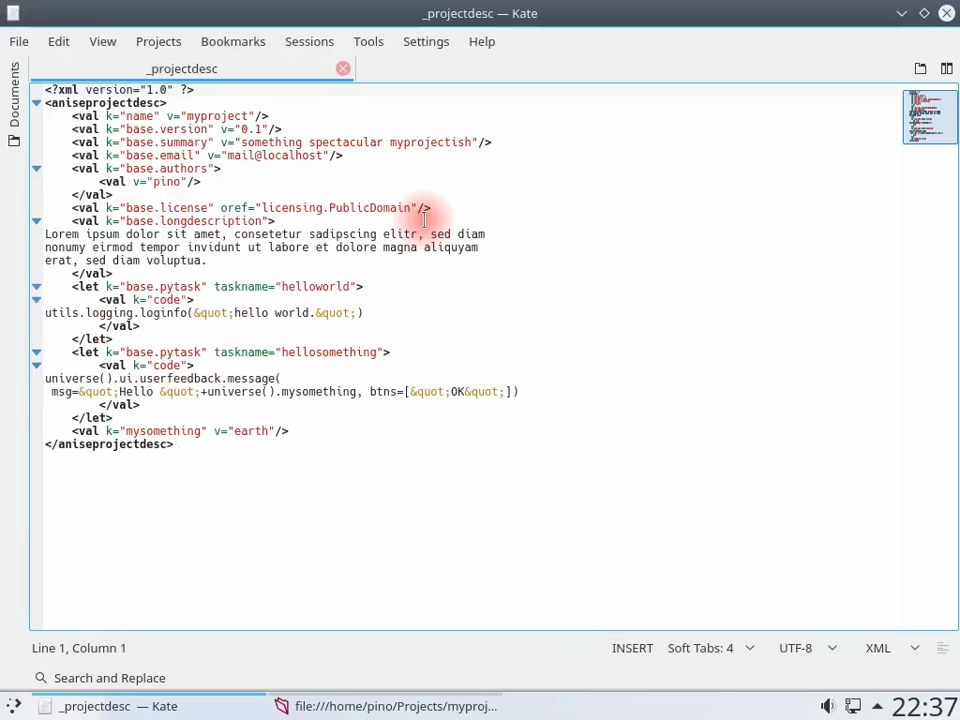 _projectdesc — Kate
File Edit View Projects Bookmarks Sessions Tools Settings Help
Documents
_projectdesc
<?xml version="1.0" ?>
<aniseprojectdesc>
    <val k="name" v="myproject"/>
    <val k="base.version" v="0.1"/>
    <val k="base.summary" v="something spectacular myprojectish"/>
    <val k="base.email" v="mail@localhost"/>
    <val k="base.authors">
        <val v="pino"/>
    </val>
    <val k="base.license" oref="licensing.PublicDomain"/>
    <val k="base.longdescription">
Lorem ipsum dolor sit amet, consetetur sadipscing elitr, sed diam
nonumy eirmod tempor invidunt ut labore et dolore magna aliquyam
erat, sed diam voluptua.
    </val>
    <let k="base.pytask" taskname="helloworld">
        <val k="code">
utils.logging.loginfo(&quot;hello world.&quot;)
        </val>
    </let>
    <let k="base.pytask" taskname="hellosomething">
        <val k="code">
universe().ui.userfeedback.message(
 msg=&quot;Hello &quot;+universe().mysomething, btns=[&quot;OK&quot;])
        </val>
    </let>
    <val k="mysomething" v="earth"/>
</aniseprojectdesc>
Line 1, Column 1 INSERT Soft Tabs: 4 UTF-8 XML
Search and Replace
_projectdesc — Kate file:///home/pino/Projects/myproj... 22:37